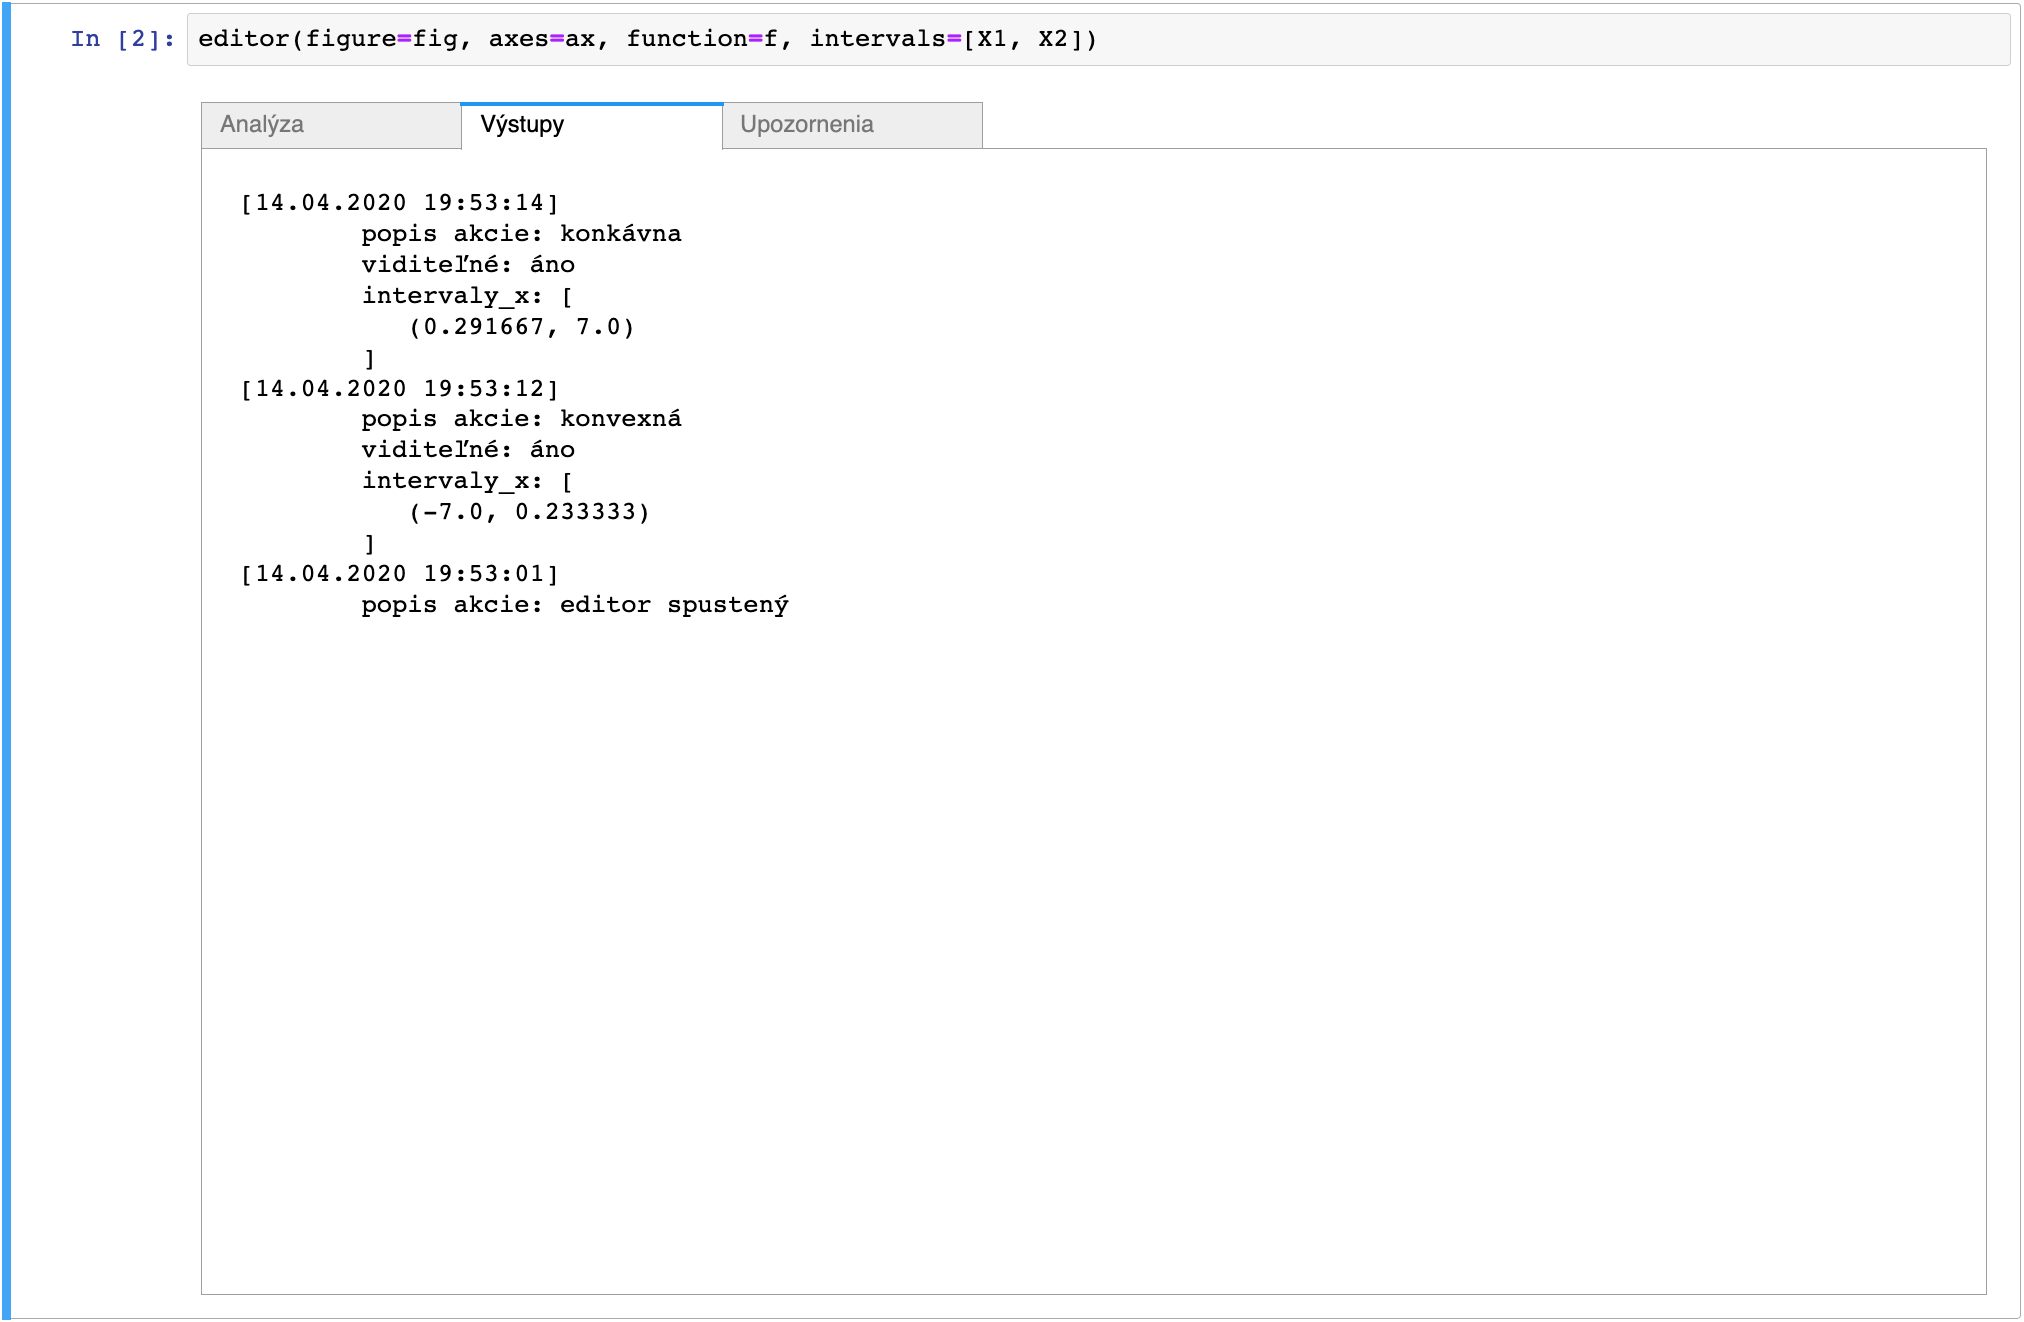 In [2]: editor(figure=fig, axes=ax, function=f, intervals=[X1, X2])
Analýza Výstupy Upozornenia
[14.04.2020 19:53:14]
popis akcie: konkávna
viditeľné: áno
intervaly_x: [
(0.291667, 7.0)
]
[14.04.2020 19:53:12]
popis akcie: konvexná
viditeľné: áno
intervaly_x: [
(-7.0, 0.233333)
]
[14.04.2020 19:53:01]
popis akcie: editor spustený